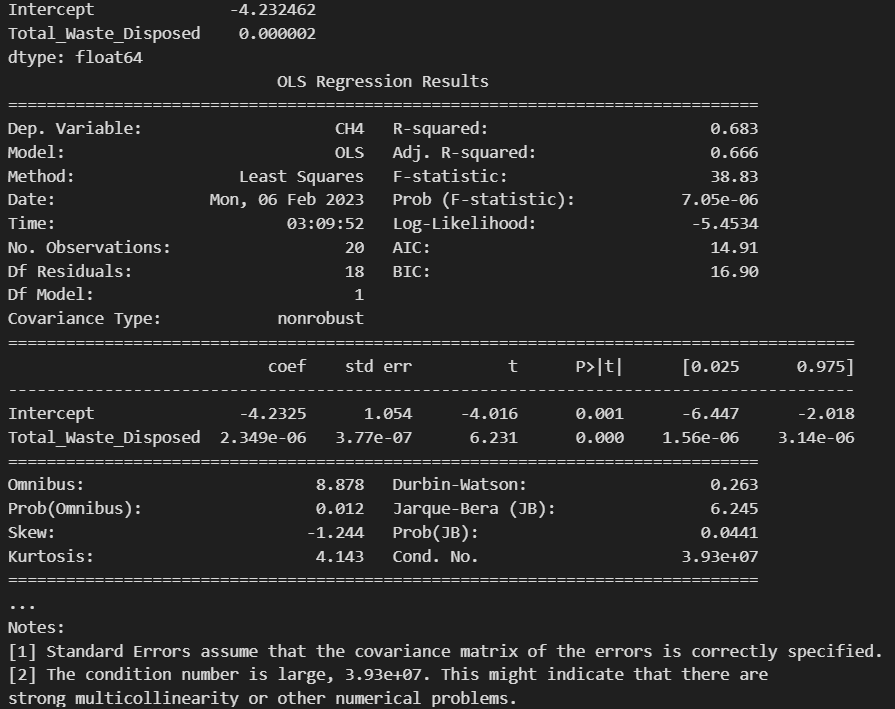 Intercept              -4.232462
Total_Waste_Disposed    0.000002
dtype: float64
                            OLS Regression Results
==============================================================================
Dep. Variable:                    CH4   R-squared:                       0.683
Model:                            OLS   Adj. R-squared:                  0.666
Method:                 Least Squares   F-statistic:                     38.83
Date:                Mon, 06 Feb 2023   Prob (F-statistic):           7.05e-06
Time:                        03:09:52   Log-Likelihood:                -5.4534
No. Observations:                  20   AIC:                             14.91
Df Residuals:                      18   BIC:                             16.90
Df Model:                           1
Covariance Type:            nonrobust
========================================================================================
                           coef    std err          t      P>|t|      [0.025      0.975]
----------------------------------------------------------------------------------------
Intercept               -4.2325      1.054     -4.016      0.001      -6.447      -2.018
Total_Waste_Disposed  2.349e-06   3.77e-07      6.231      0.000    1.56e-06    3.14e-06
==============================================================================
Omnibus:                        8.878   Durbin-Watson:                   0.263
Prob(Omnibus):                  0.012   Jarque-Bera (JB):                6.245
Skew:                          -1.244   Prob(JB):                       0.0441
Kurtosis:                       4.143   Cond. No.                     3.93e+07
==============================================================================
...
Notes:
[1] Standard Errors assume that the covariance matrix of the errors is correctly specified.
[2] The condition number is large, 3.93e+07. This might indicate that there are
strong multicollinearity or other numerical problems.